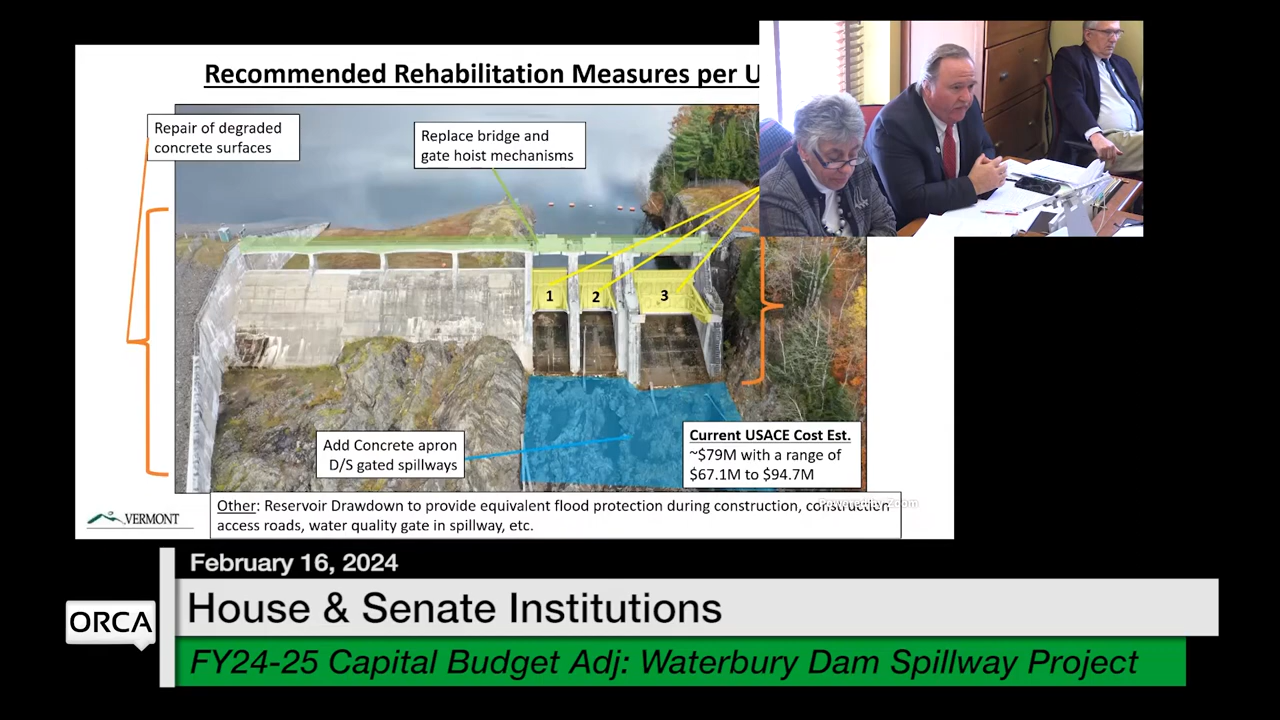 Recommended Rehabilitation Measures per U
Repair of degraded
concrete surfaces
Replace bridge and
gate hoist mechanisms
1
2
3
Add Concrete apron
D/S gated spillways
Current USACE Cost Est.
~$79M with a range of
$67.1M to $94.7M
Other: Reservoir Drawdown to provide equivalent flood protection during construction, construction
access roads, water quality gate in spillway, etc.
VERMONT
February 16, 2024
ORCA
House & Senate Institutions
FY24-25 Capital Budget Adj: Waterbury Dam Spillway Project